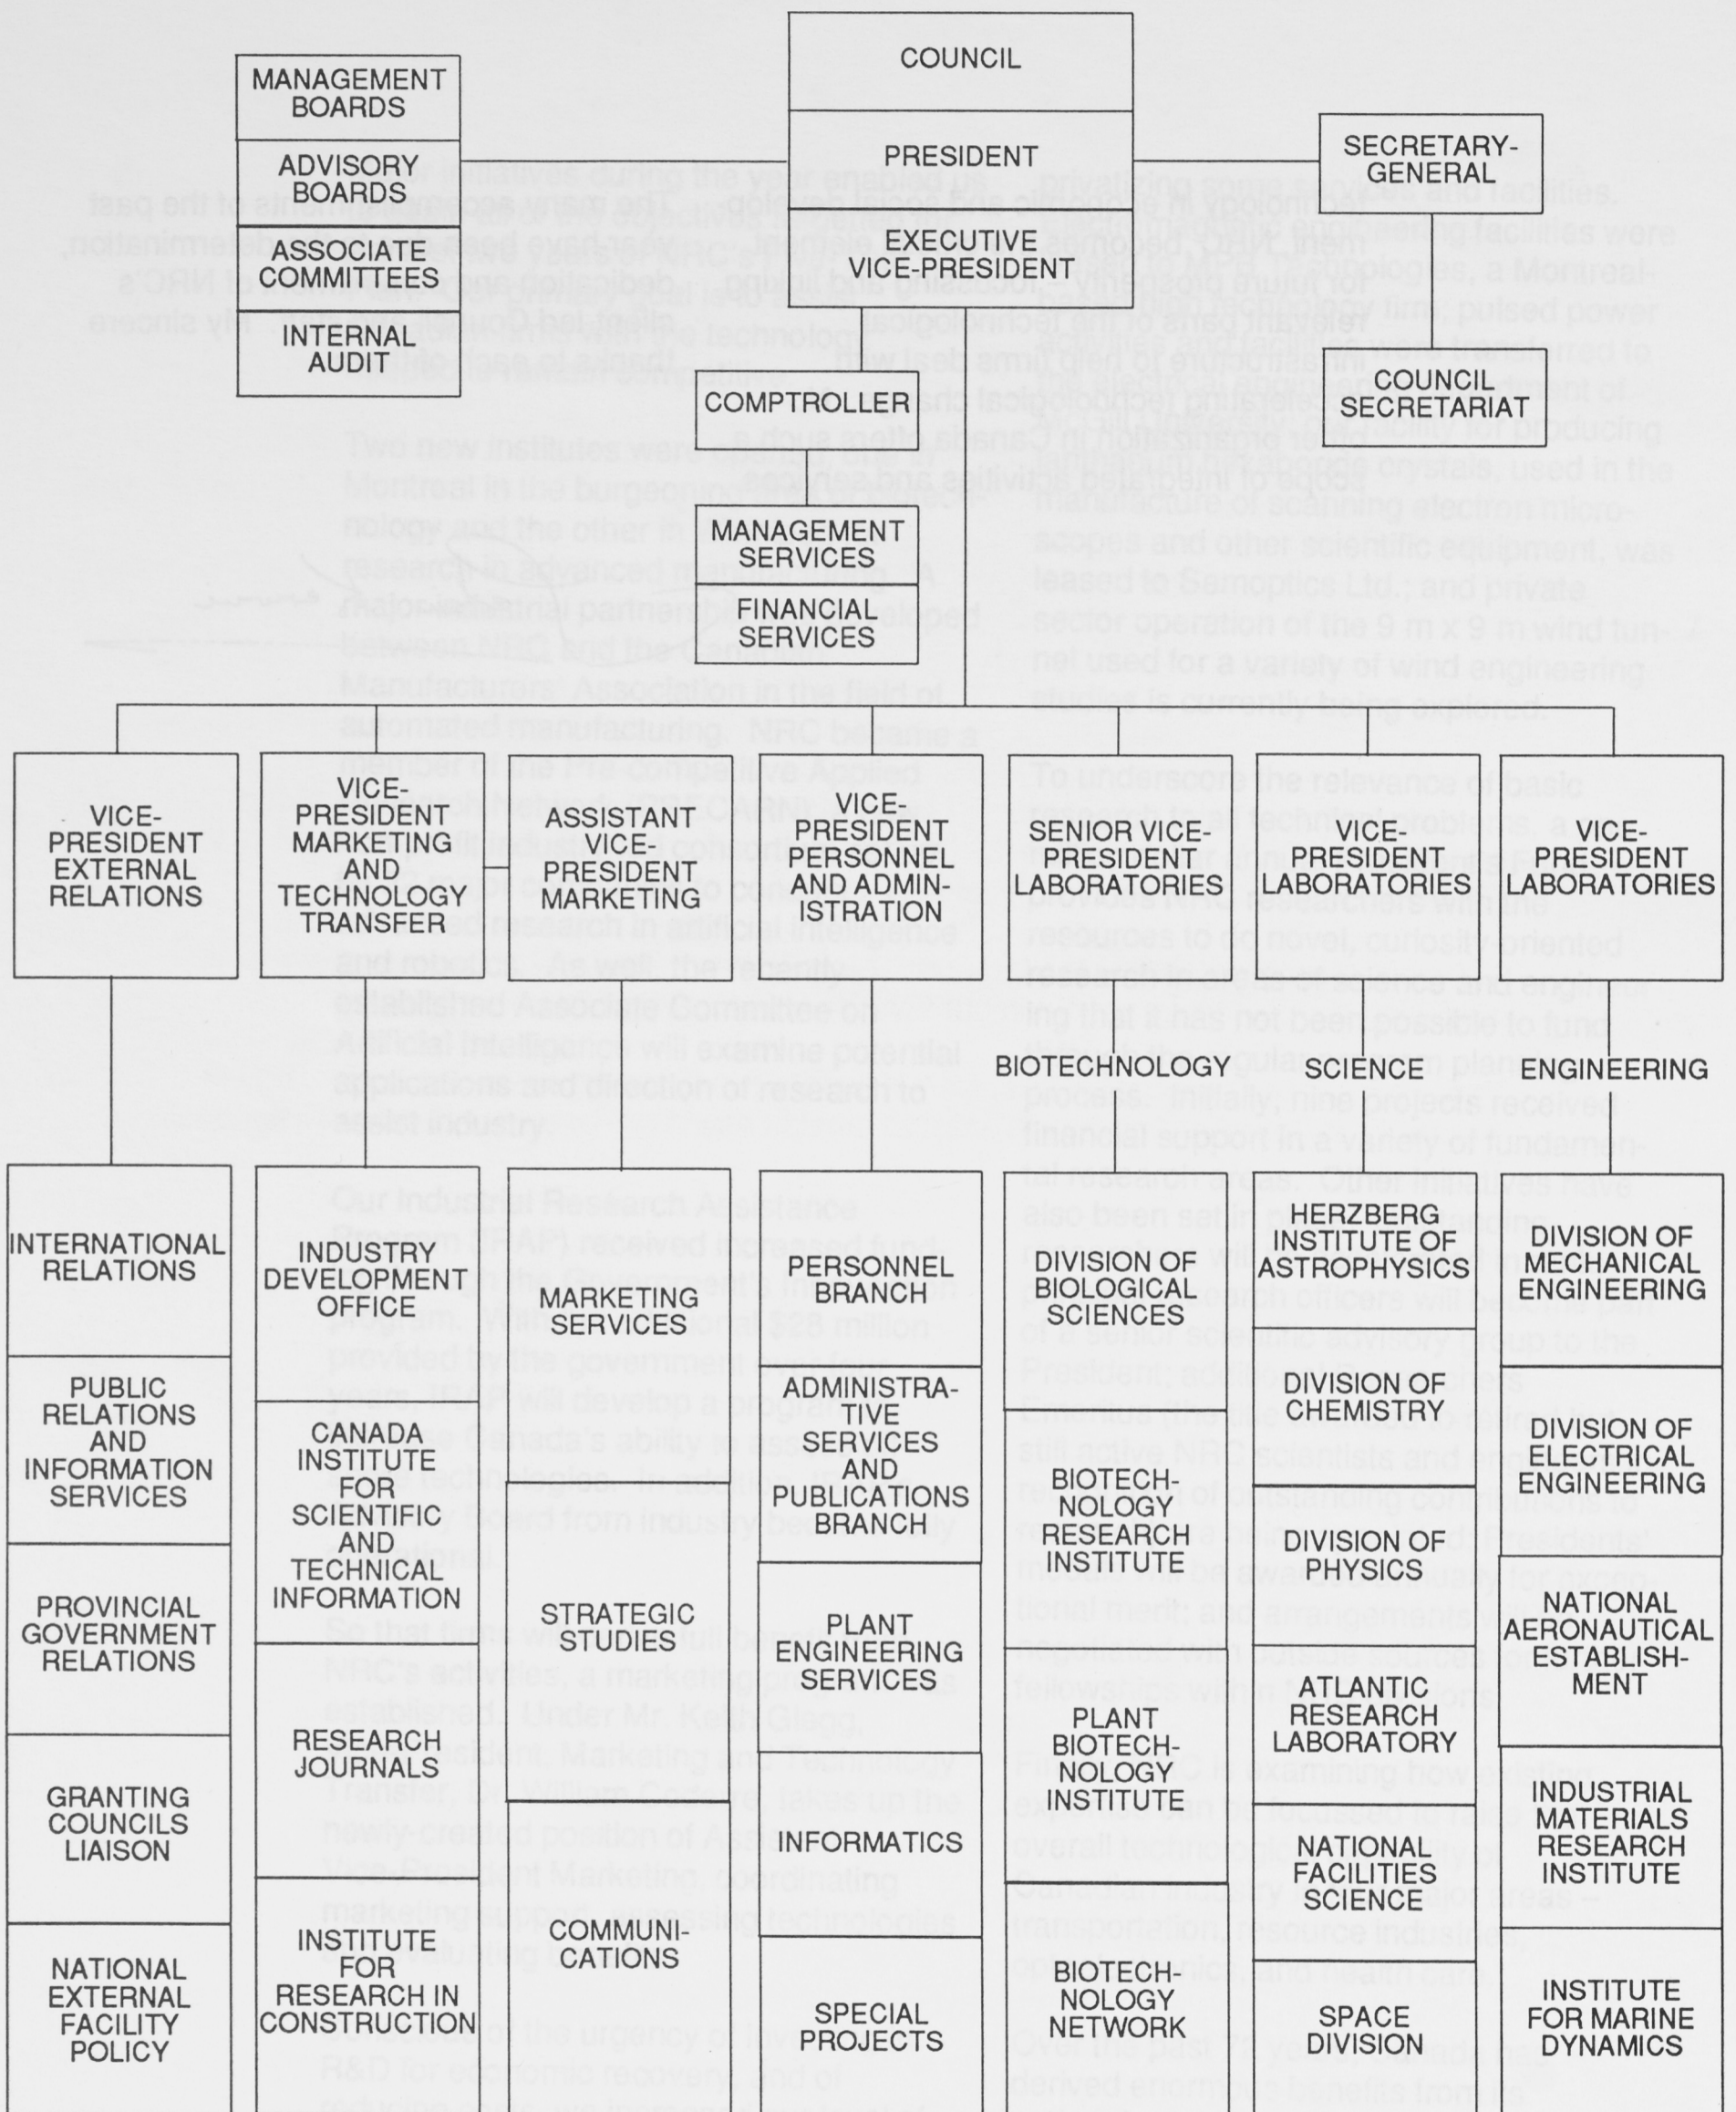 COUNCIL
MANAGEMENT
BOARDS
ADVISORY
BOARDS
ASSOCIATE
COMMITTEES
INTERNAL
AUDIT
PRESIDENT
EXECUTIVE
VICE-PRESIDENT
SECRETARY-
GENERAL
COUNCIL
SECRETARIAT
COMPTROLLER
MANAGEMENT
SERVICES
FINANCIAL
SERVICES
VICE-
PRESIDENT
EXTERNAL
RELATIONS
VICE-
PRESIDENT
MARKETING
AND
TECHNOLOGY
TRANSFER
ASSISTANT
VICE-
PRESIDENT
MARKETING
VICE-
PRESIDENT
PERSONNEL
AND ADMIN-
ISTRATION
SENIOR VICE-
PRESIDENT
LABORATORIES
VICE-
PRESIDENT
LABORATORIES
VICE-
PRESIDENT
LABORATORIES
BIOTECHNOLOGY
SCIENCE
ENGINEERING
INTERNATIONAL
RELATIONS
PUBLIC
RELATIONS
AND
INFORMATION
SERVICES
PROVINCIAL
GOVERNMENT
RELATIONS
GRANTING
COUNCILS
LIAISON
NATIONAL
EXTERNAL
FACILITY
POLICY
INDUSTRY
DEVELOPMENT
OFFICE
CANADA
INSTITUTE
FOR
SCIENTIFIC
AND
TECHNICAL
INFORMATION
RESEARCH
JOURNALS
INSTITUTE
FOR
RESEARCH IN
CONSTRUCTION
MARKETING
SERVICES
STRATEGIC
STUDIES
COMMUNI-
CATIONS
PERSONNEL
BRANCH
ADMINISTRA-
TIVE
SERVICES
AND
PUBLICATIONS
BRANCH
PLANT
ENGINEERING
SERVICES
INFORMATICS
SPECIAL
PROJECTS
DIVISION OF
BIOLOGICAL
SCIENCES
BIOTECH-
NOLOGY
RESEARCH
INSTITUTE
PLANT
BIOTECH-
NOLOGY
INSTITUTE
BIOTECH-
NOLOGY
NETWORK
HERZBERG
INSTITUTE OF
ASTROPHYSICS
DIVISION OF
CHEMISTRY
DIVISION OF
PHYSICS
ATLANTIC
RESEARCH
LABORATORY
NATIONAL
FACILITIES
SCIENCE
SPACE
DIVISION
DIVISION OF
MECHANICAL
ENGINEERING
DIVISION OF
ELECTRICAL
ENGINEERING
NATIONAL
AERONAUTICAL
ESTABLISH-
MENT
INDUSTRIAL
MATERIALS
RESEARCH
INSTITUTE
INSTITUTE
FOR MARINE
DYNAMICS